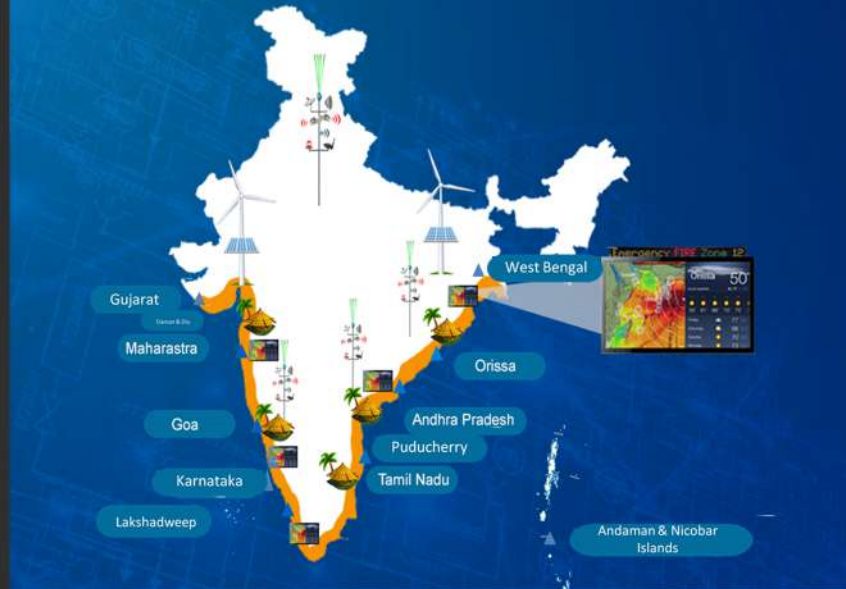 Emergency FIRE Zone 12
West Bengal
Orissa
50
Gujarat
Daman & Diu
Maharastra
Orissa
Goa
Andhra Pradesh
Puducherry
Karnataka
Tamil Nadu
Lakshadweep
Andaman & Nicobar
Islands